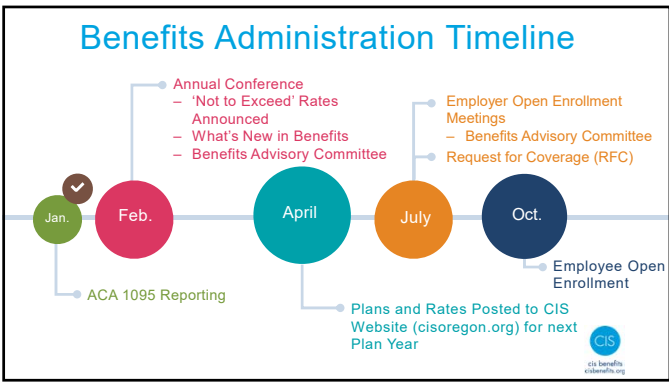 Benefits Administration Timeline
Annual Conference
– ‘Not to Exceed’ Rates
Announced
– What’s New in Benefits
– Benefits Advisory Committee
Employer Open Enrollment
Meetings
– Benefits Advisory Committee
Request for Coverage (RFC)
Jan.
Feb.
April
July
Oct.
ACA 1095 Reporting
Employee Open
Enrollment
Plans and Rates Posted to CIS
Website (cisoregon.org) for next
Plan Year
CIS
cis benefits
cisbenefits.org